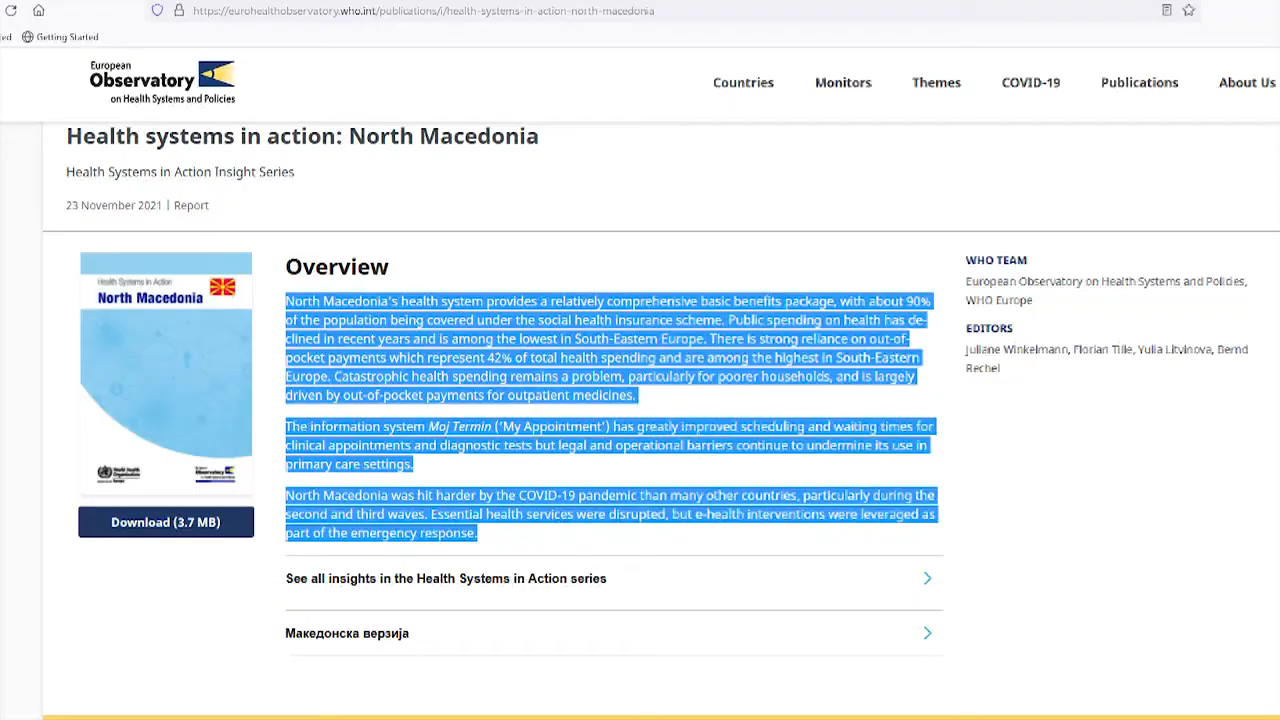 https://eurohealthobservatory.who.int/publications/i/health-systems-in-action-north-macedonia
ed
Getting Started
European
Observatory
on Health Systems and Policies
Countries
Monitors
Themes
COVID-19
Publications
About Us
Health systems in action: North Macedonia
Health Systems in Action Insight Series
23 November 2021 | Report
Health Systems in Action
North Macedonia
World Health
Organization
European
Observatory
Download (3.7 MB)
Overview
North Macedonia's health system provides a relatively comprehensive basic benefits package, with about 90%
of the population being covered under the social health insurance scheme. Public spending on health has de-
clined in recent years and is among the lowest in South-Eastern Europe. There is strong reliance on out-of-
pocket payments which represent 42% of total health spending and are among the highest in South-Eastern
Europe. Catastrophic health spending remains a problem, particularly for poorer households, and is largely
driven by out-of-pocket payments for outpatient medicines.
The information system Moj Termin ('My Appointment') has greatly improved scheduling and waiting times for
clinical appointments and diagnostic tests but legal and operational barriers continue to undermine its use in
primary care settings.
North Macedonia was hit harder by the COVID-19 pandemic than many other countries, particularly during the
second and third waves. Essential health services were disrupted, but e-health interventions were leveraged as
part of the emergency response.
See all insights in the Health Systems in Action series
Македонска верзија
WHO TEAM
European Observatory on Health Systems and Policies,
WHO Europe
EDITORS
Juliane Winkelmann, Florian Tille, Yulia Litvinova, Bernd
Rechel